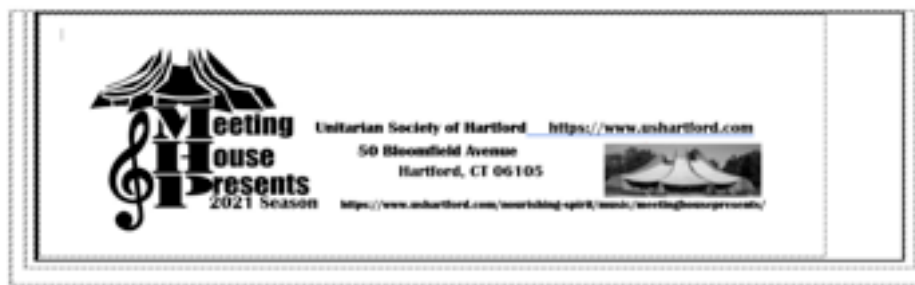 Meeting
House
Presents
2021 Season
Unitarian Society of Hartford https://www.ushartford.com
50 Bloomfield Avenue
Hartford, CT 06105
https://www.ushartford.com/nourishing-spirit/music/meetinghousepresents/